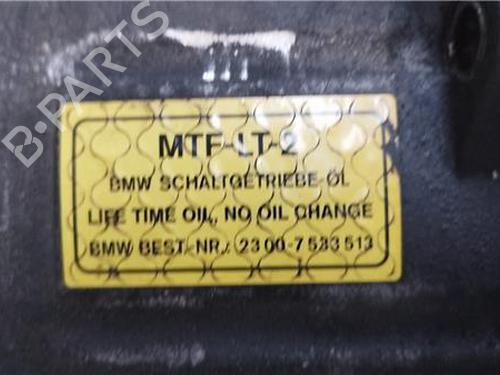 B-PARTS
MTF-LT-2
BMW SCHALTGETRIEBE-ÖL
LIFE TIME OIL, NO OIL CHANGE
BMW BEST.-NR.: 23 00-7 533 513